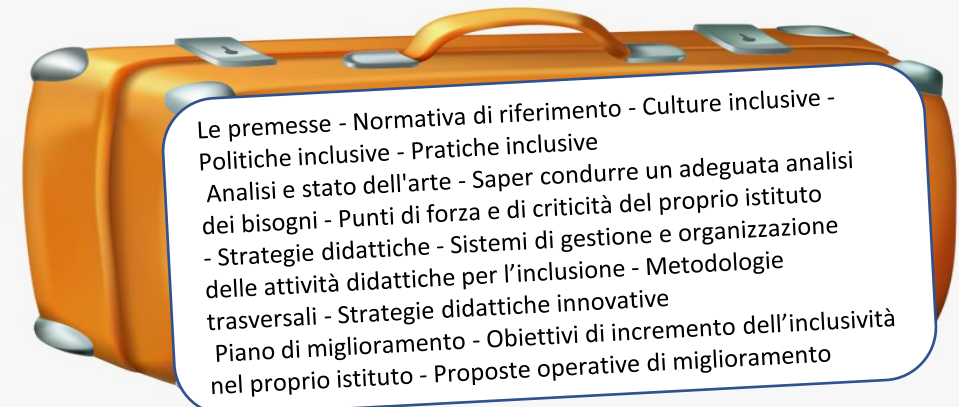 Le premesse - Normativa di riferimento - Culture inclusive -
Politiche inclusive - Pratiche inclusive
Analisi e stato dell'arte - Saper condurre un adeguata analisi
dei bisogni - Punti di forza e di criticità del proprio istituto
- Strategie didattiche - Sistemi di gestione e organizzazione
delle attività didattiche per l’inclusione - Metodologie
trasversali - Strategie didattiche innovative
Piano di miglioramento - Obiettivi di incremento dell’inclusività
nel proprio istituto - Proposte operative di miglioramento